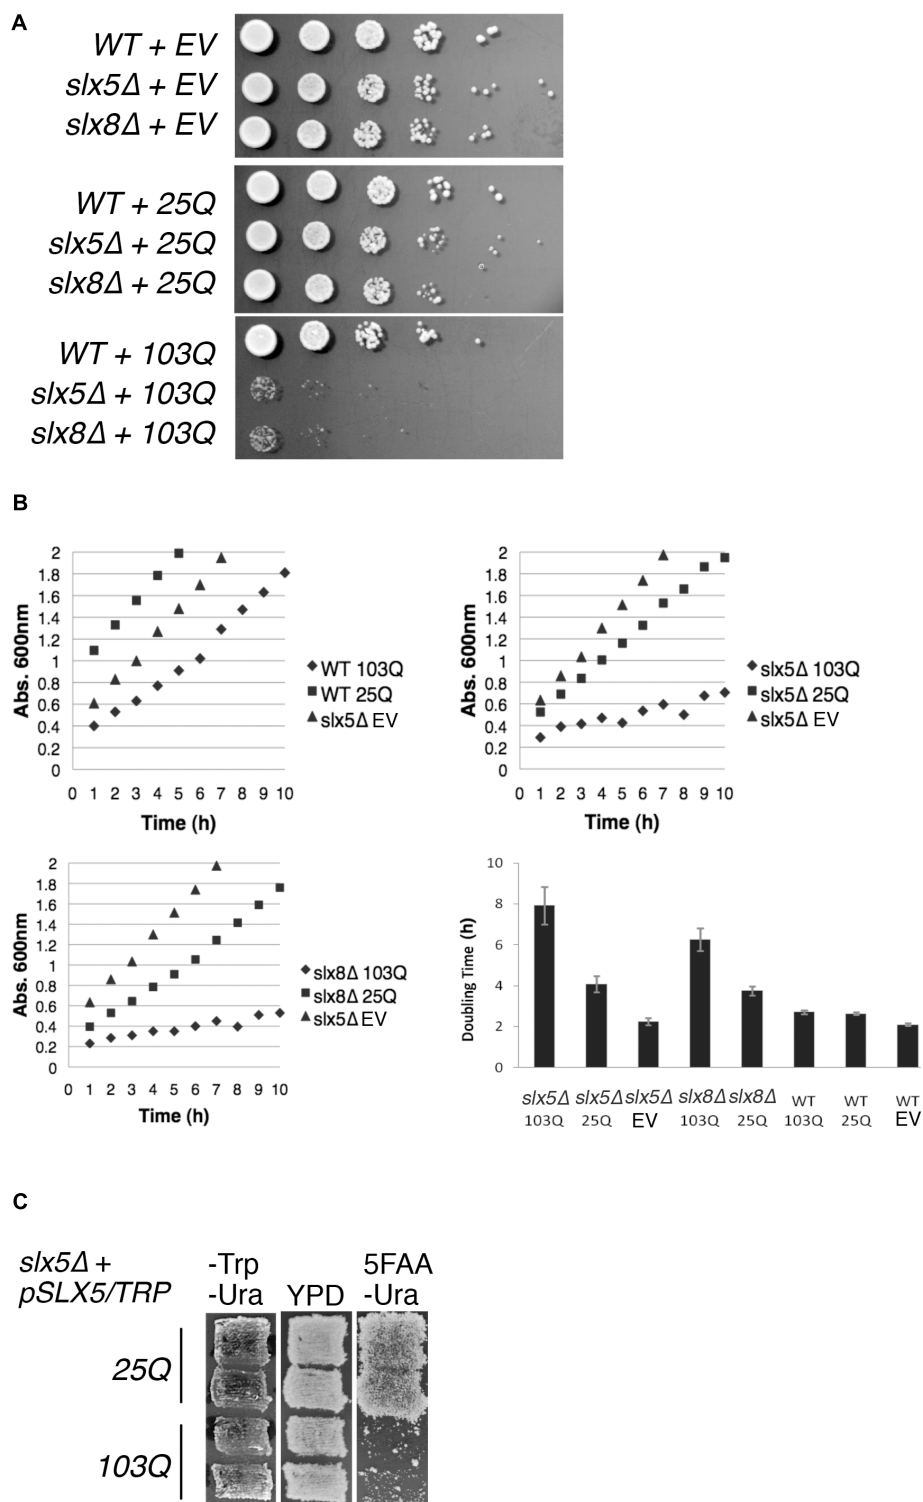 A
WT + EV
slx5Δ + EV
slx8Δ + EV
WT + 25Q
slx5Δ + 25Q
slx8Δ + 25Q
WT + 103Q
slx5Δ + 103Q
slx8Δ + 103Q
B
2
1.8
1.6
1.4
1.2
1
0.8
0.6
0.4
0.2
0
Abs. 600nm
0 1 2 3 4 5 6 7 8 9 10
Time (h)
WT 103Q
WT 25Q
slx5Δ EV
2
1.8
1.6
1.4
1.2
1
0.8
0.6
0.4
0.2
0
Abs. 600nm
0 1 2 3 4 5 6 7 8 9 10
Time (h)
slx5Δ 103Q
slx5Δ 25Q
slx5Δ EV
2
1.8
1.6
1.4
1.2
1
0.8
0.6
0.4
0.2
0
Abs. 600nm
0 1 2 3 4 5 6 7 8 9 10
Time (h)
slx8Δ 103Q
slx8Δ 25Q
slx5Δ EV
10
8
6
4
2
0
Doubling Time (h)
slx5Δ slx5Δ slx5Δ slx8Δ slx8Δ WT WT WT
103Q 25Q EV 103Q 25Q 103Q 25Q EV
C
slx5Δ +
pSLX5/TRP
-Trp
-Ura
YPD
5FAA
-Ura
25Q
103Q